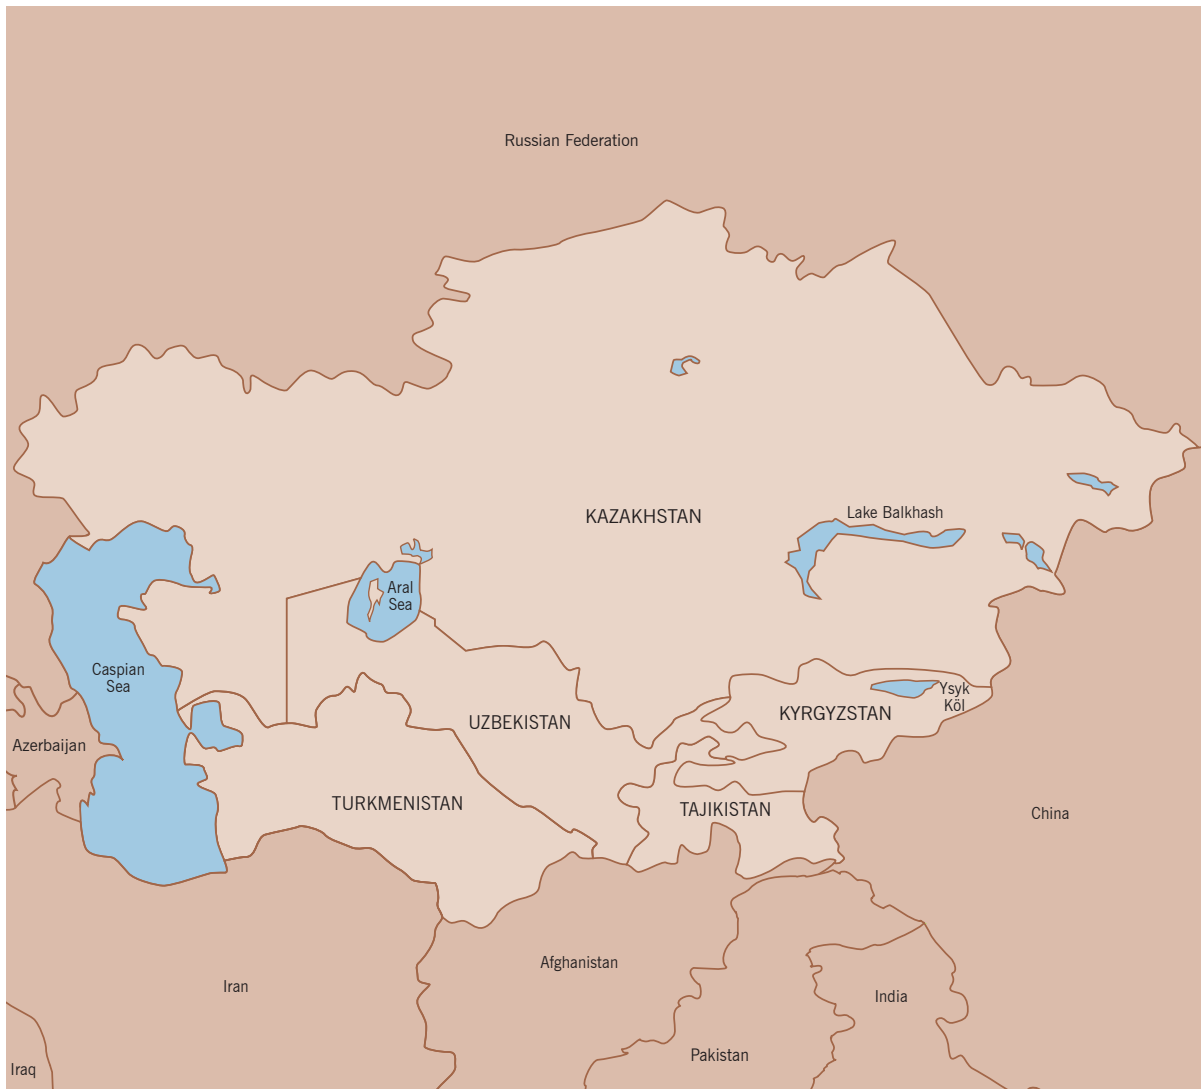 Russian Federation
KAZAKHSTAN
Lake Balkhash
Aral
Sea
Caspian
Sea
Ysyk
Köl
KYRGYZSTAN
UZBEKISTAN
Azerbaijan
TURKMENISTAN
TAJIKISTAN
China
Afghanistan
Iran
India
Pakistan
Iraq